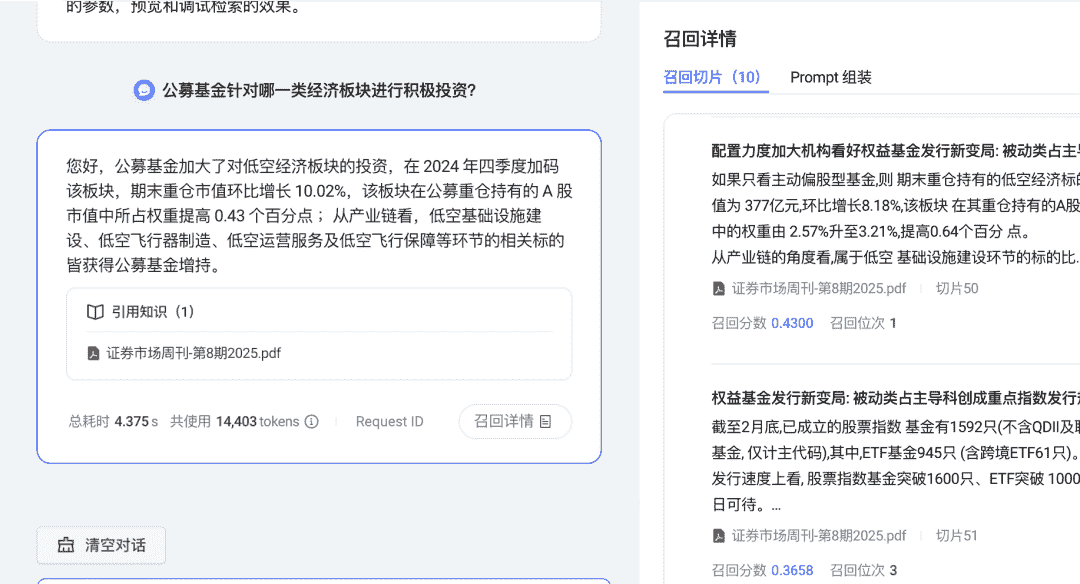 的参数，预览和调试检索的效果。
公募基金针对哪一类经济板块进行积极投资?
您好，公募基金加大了对低空经济板块的投资，在 2024 年四季度加码
该板块，期末重仓市值环比增长 10.02%，该板块在公募重仓持有的 A 股
市值中所占权重提高 0.43 个百分点 ；从产业链看，低空基础设施建
设、低空飞行器制造、低空运营服务及低空飞行保障等环节的相关标的
皆获得公募基金增持。
引用知识（1）
证券市场周刊-第8期2025.pdf
总耗时 4.375 s 共使用 14,403 tokens Request ID 召回详情
清空对话
召回详情
召回切片（10） Prompt 组装
配置力度加大机构看好权益基金发行新变局: 被动类占主
如果只看主动偏股型基金,则 期末重仓持有的低空经济标的
值为 377亿元,环比增长8.18%,该板块 在其重仓持有的A股
中的权重由 2.57%升至3.21%,提高0.64个百分 点。
从产业链的角度看,属于低空 基础设施建设环节的标的比...
证券市场周刊-第8期2025.pdf 切片50
召回分数 0.4300 召回位次 1
权益基金发行新变局: 被动类占主导科创成重点指数发行
截至2月底,已成立的股票指数 基金有1592只(不含QDII及
基金, 仅计主代码),其中,ETF基金945只 (含跨境ETF61只)。
发行速度上看, 股票指数基金突破1600只、ETF突破 1000
日可待。...
证券市场周刊-第8期2025.pdf 切片51
召回分数 0.3658 召回位次 3